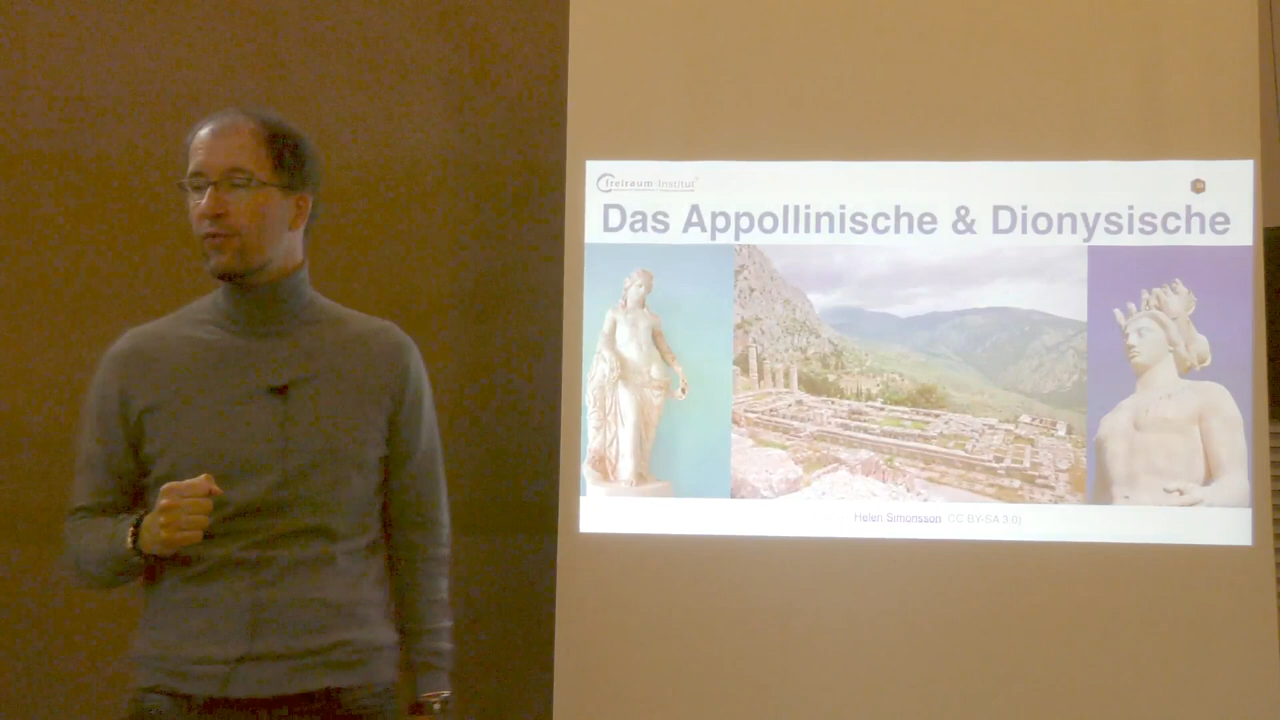 freiraum-Institut
Das Appollinische & Dionysische
Helen Simonsson CC BY-SA 3.0)